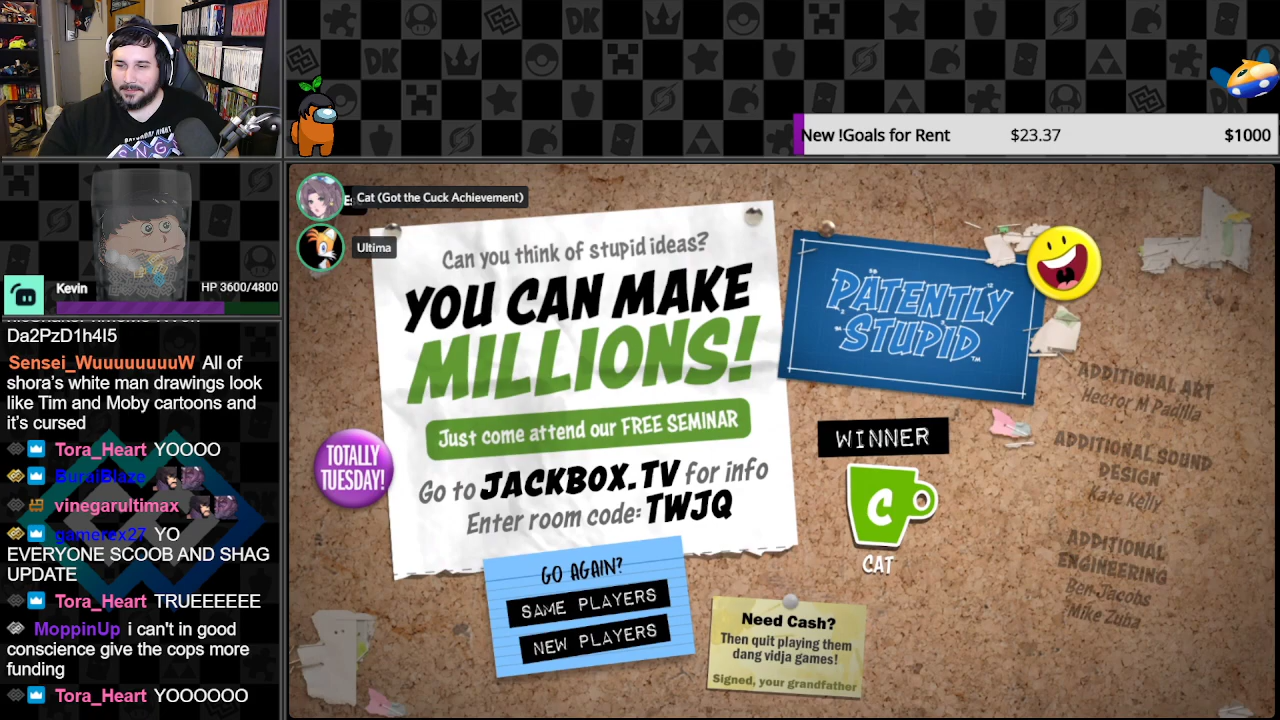 New !Goals for Rent
$23.37
$1000
Cat (Got the Cuck Achievement)
Ultima
Kevin
HP 3600/4800
Da2PzD1h4I5
Sensei_WuuuuuuuuW All of
shora's white man drawings look
like Tim and Moby cartoons and
it's cursed
Tora_Heart YOOOO
BuraiBlaze
vinegarultimax
gamerex27 YO
EVERYONE SCOOB AND SHAG
UPDATE
Tora_Heart TRUEEEEEE
MoppinUp i can't in good
conscience give the cops more
funding
Tora_Heart YOOOOOO
Can you think of stupid ideas?
YOU CAN MAKE
MILLIONS!
Just come attend our FREE SEMINAR
TOTALLY
TUESDAY!
Go to JACKBOX.TV for info
Enter room code: TWJQ
GO AGAIN?
SAME PLAYERS
NEW PLAYERS
PATENTLY
STUPID™
WINNER
C
CAT
Need Cash?
Then quit playing them
dang vidja games!
Signed, your grandfather
ADDITIONAL ART
Hector M Padilla
ADDITIONAL SOUND
DESIGN
Kate Kelly
ADDITIONAL
ENGINEERING
Ben Jacobs
Mike Zuba